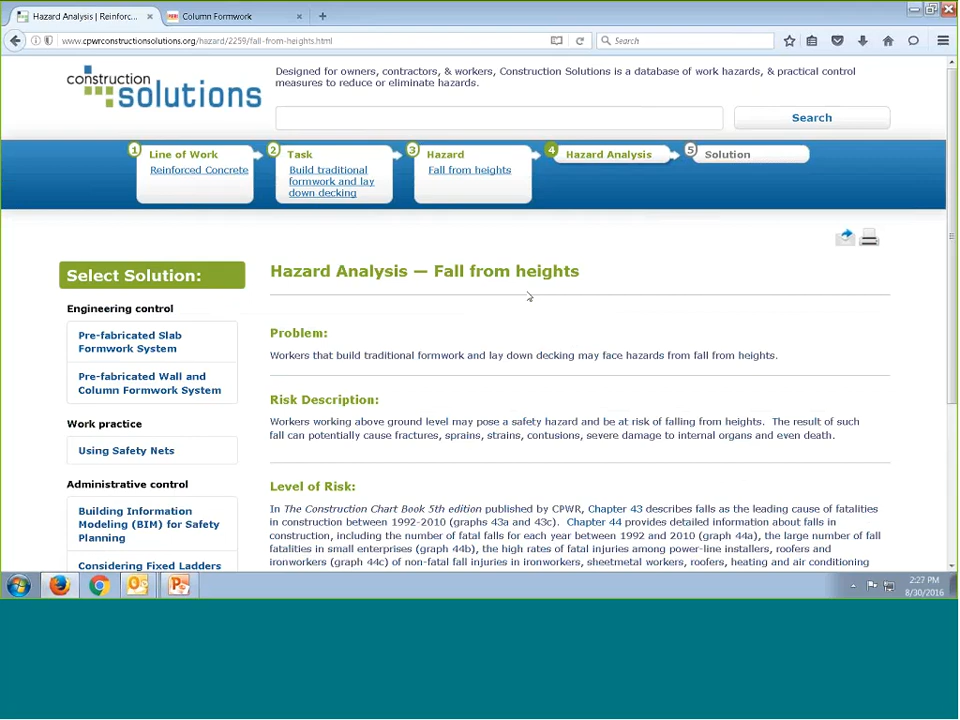 Hazard Analysis | Reinforc...
Column Formwork
www.cpwrconstructionsolutions.org/hazard/2259/fall-from-heights.html
Search
construction
solutions
Designed for owners, contractors, & workers, Construction Solutions is a database of work hazards, & practical control
measures to reduce or eliminate hazards.
Search
1 Line of Work
Reinforced Concrete
2 Task
Build traditional
formwork and lay
down decking
3 Hazard
Fall from heights
4 Hazard Analysis
5 Solution
Select Solution:
Engineering control
Pre-fabricated Slab
Formwork System
Pre-fabricated Wall and
Column Formwork System
Work practice
Using Safety Nets
Administrative control
Building Information
Modeling (BIM) for Safety
Planning
Considering Fixed Ladders
Hazard Analysis — Fall from heights
Problem:
Workers that build traditional formwork and lay down decking may face hazards from fall from heights.
Risk Description:
Workers working above ground level may pose a safety hazard and be at risk of falling from heights. The result of such
fall can potentially cause fractures, sprains, strains, contusions, severe damage to internal organs and even death.
Level of Risk:
In The Construction Chart Book 5th edition published by CPWR, Chapter 43 describes falls as the leading cause of fatalities
in construction between 1992-2010 (graphs 43a and 43c). Chapter 44 provides detailed information about falls in
construction, including the number of fatal falls for each year between 1992 and 2010 (graph 44a), the large number of fall
fatalities in small enterprises (graph 44b), the high rates of fatal injuries among power-line installers, roofers and
ironworkers (graph 44c) of non-fatal fall injuries in ironworkers, sheetmetal workers, roofers, heating and air conditioning
2:27 PM
8/30/2016